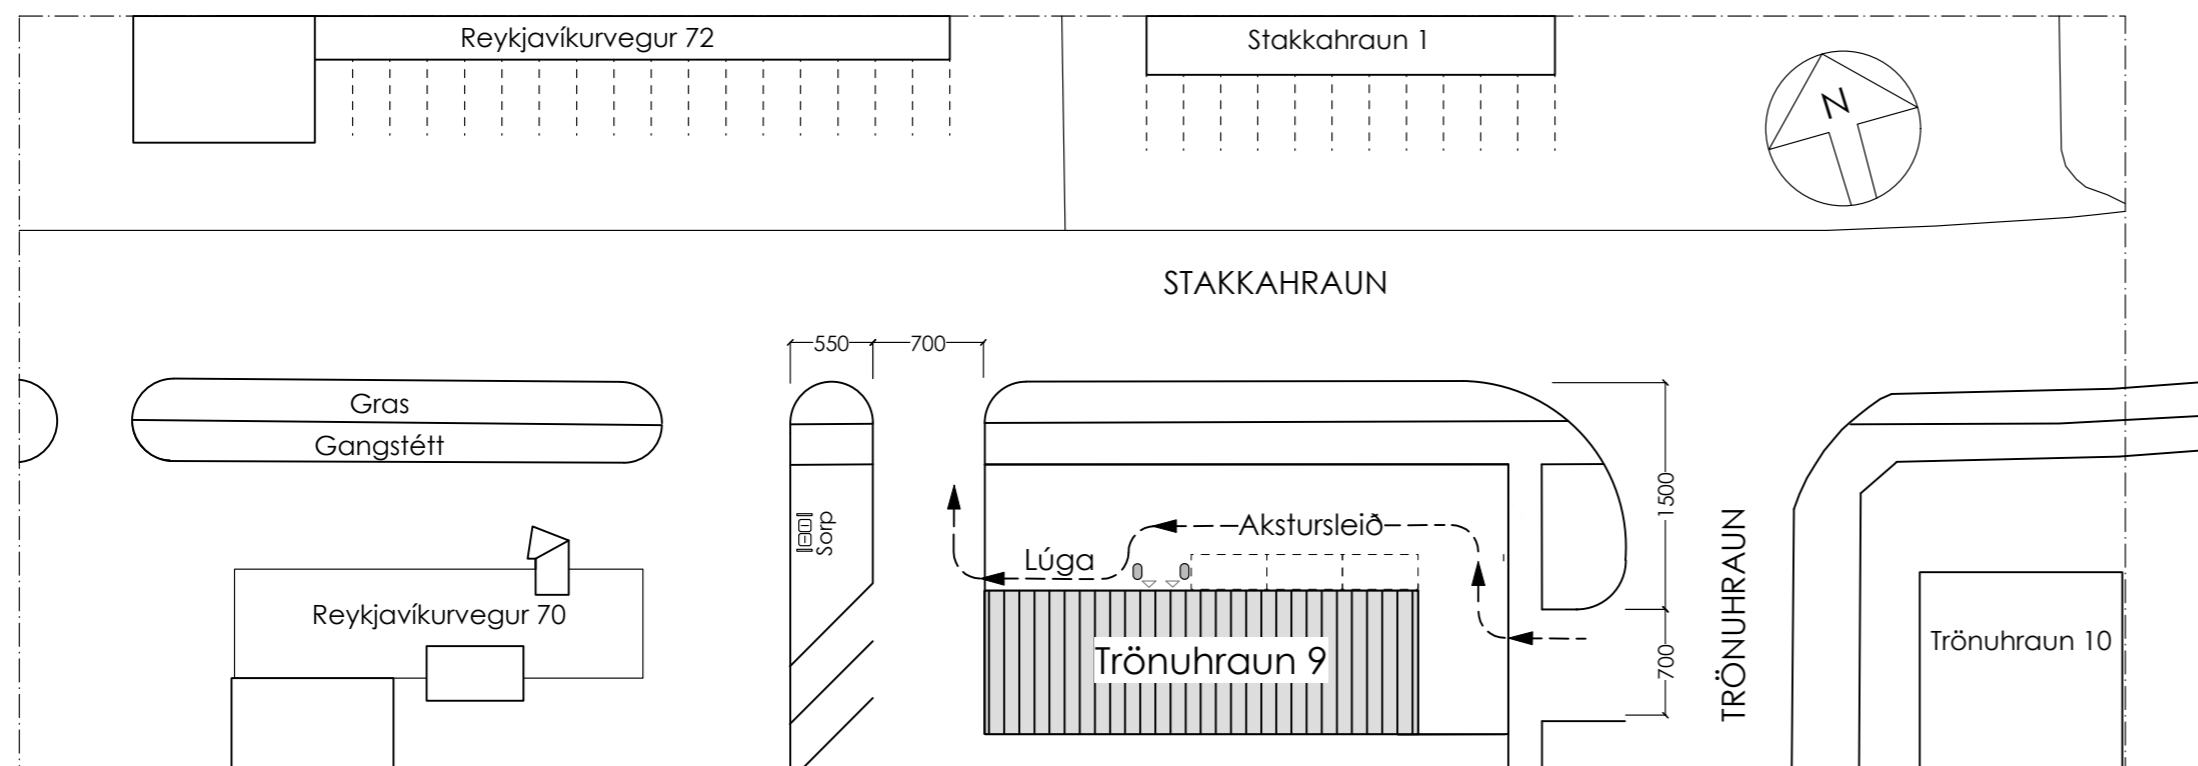 Reykjavíkurvegur 72
Stakkahraun 1
N
STAKKAHRAUN
550
700
Gras
Gangstétt
1500
Sorp
Akstursleið
Lúga
Reykjavíkurvegur 70
Trönuhraun 9
700
TRÖNUHRAUN
Trönuhraun 10